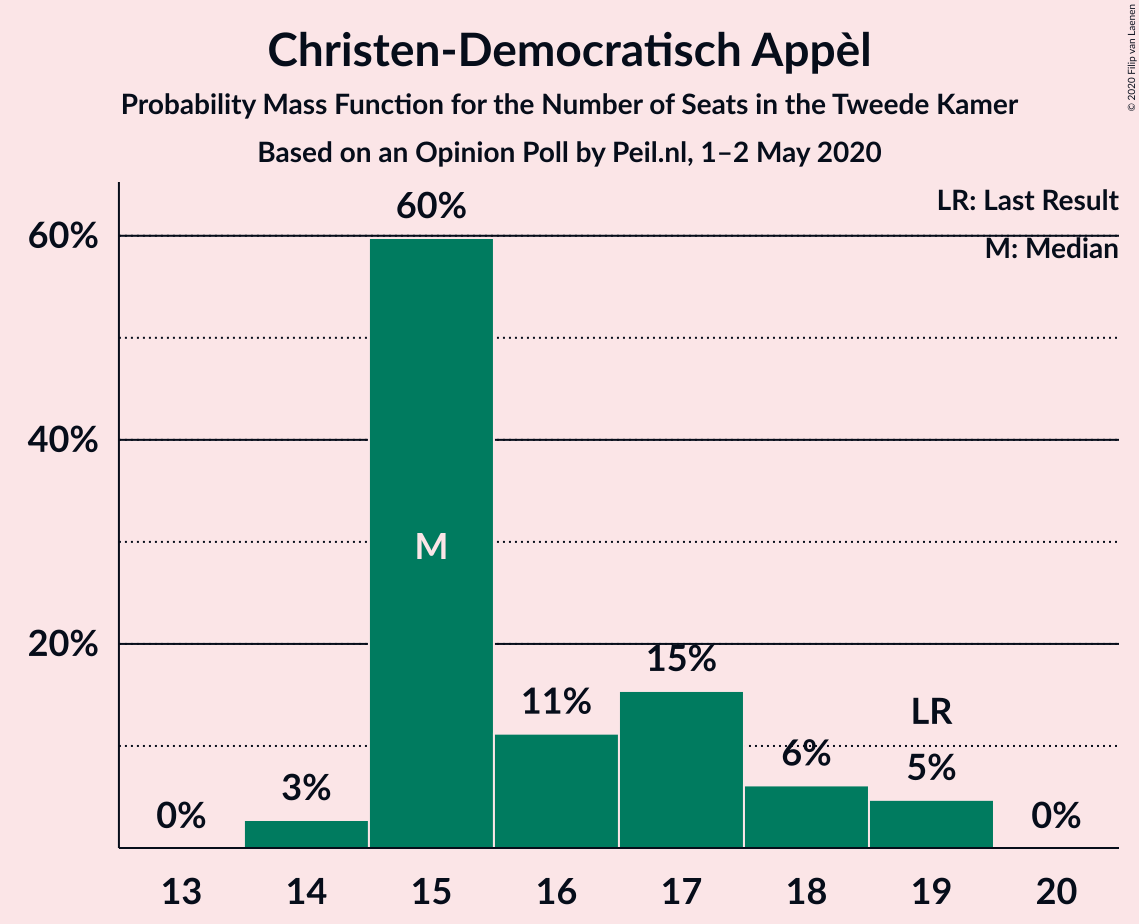 Christen-Democratisch Appèl
Probability Mass Function for the Number of Seats in the Tweede Kamer
Based on an Opinion Poll by Peil.nl, 1–2 May 2020
© 2020 Filip van Laenen
LR: Last Result
M: Median
60%
40%
20%
0%
3%
60%
M
11%
15%
6%
LR
5%
0%
13 14 15 16 17 18 19 20